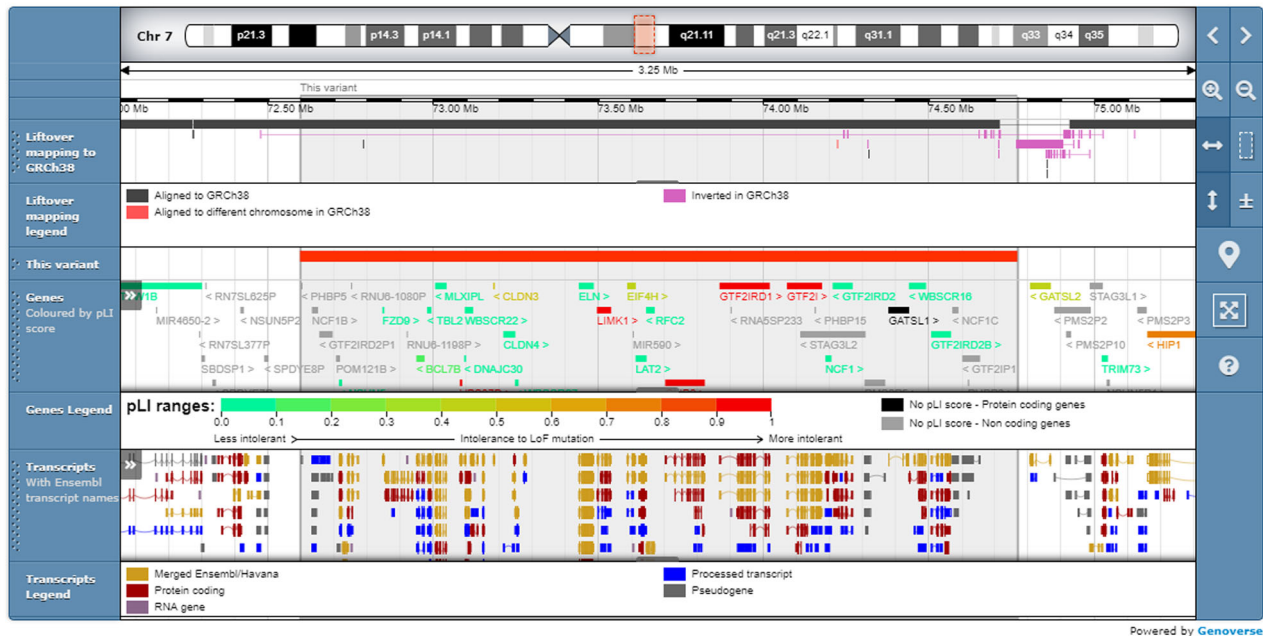 Chr 7 p21.3 p14.3 p14.1 q21.11 q21.3 q22.1 q31.1 q33 q34 q35
3.25 Mb
This variant
00 Mb 72.50 Mb 73.00 Mb 73.50 Mb 74.00 Mb 74.50 Mb 75.00 Mb
Liftover
mapping to
GRCh38
Liftover
mapping
legend
Aligned to GRCh38 Inverted in GRCh38
Aligned to different chromosome in GRCh38
This variant
Genes
Coloured by pLI
score
W1B < RN7SL625P < PHBP5 < RNU6-1080P < MLXIPL < CLDN3 ELN > EIF4H > GTF2IRD1 > GTF2I > < GTF2IRD2 < WBSCR16 < GATSL2 STAG3L1 >
MIR4650-2 > < NSUN5P2 NCF1B > FZD9 > < TBL2 WBSCR22 > LIMK1 > < RFC2 < RNA5SP233 < PHBP15 GATSL1 > < NCF1C < PMS2P2 < PMS2P3
< RN7SL377P < GTF2IRD2P1 RNU6-1198P > CLDN4 > MIR590 > < STAG3L2 GTF2IRD2B > < PMS2P10 < HIP1
SBDSP1 > < SPDYE8P POM121B > < BCL7B < DNAJC30 LAT2 > NCF1 > < GTF2IP1 TRIM73 >
Genes Legend
pLI ranges:
0.0 0.1 0.2 0.3 0.4 0.5 0.6 0.7 0.8 0.9 1
Less intolerant Intolerance to LoF mutation More intolerant
No pLI score - Protein coding genes
No pLI score - Non coding genes
Transcripts
With Ensembl
transcript names
Transcripts
Legend
Merged Ensembl/Havana Processed transcript
Protein coding Pseudogene
RNA gene
Powered by Genoverse